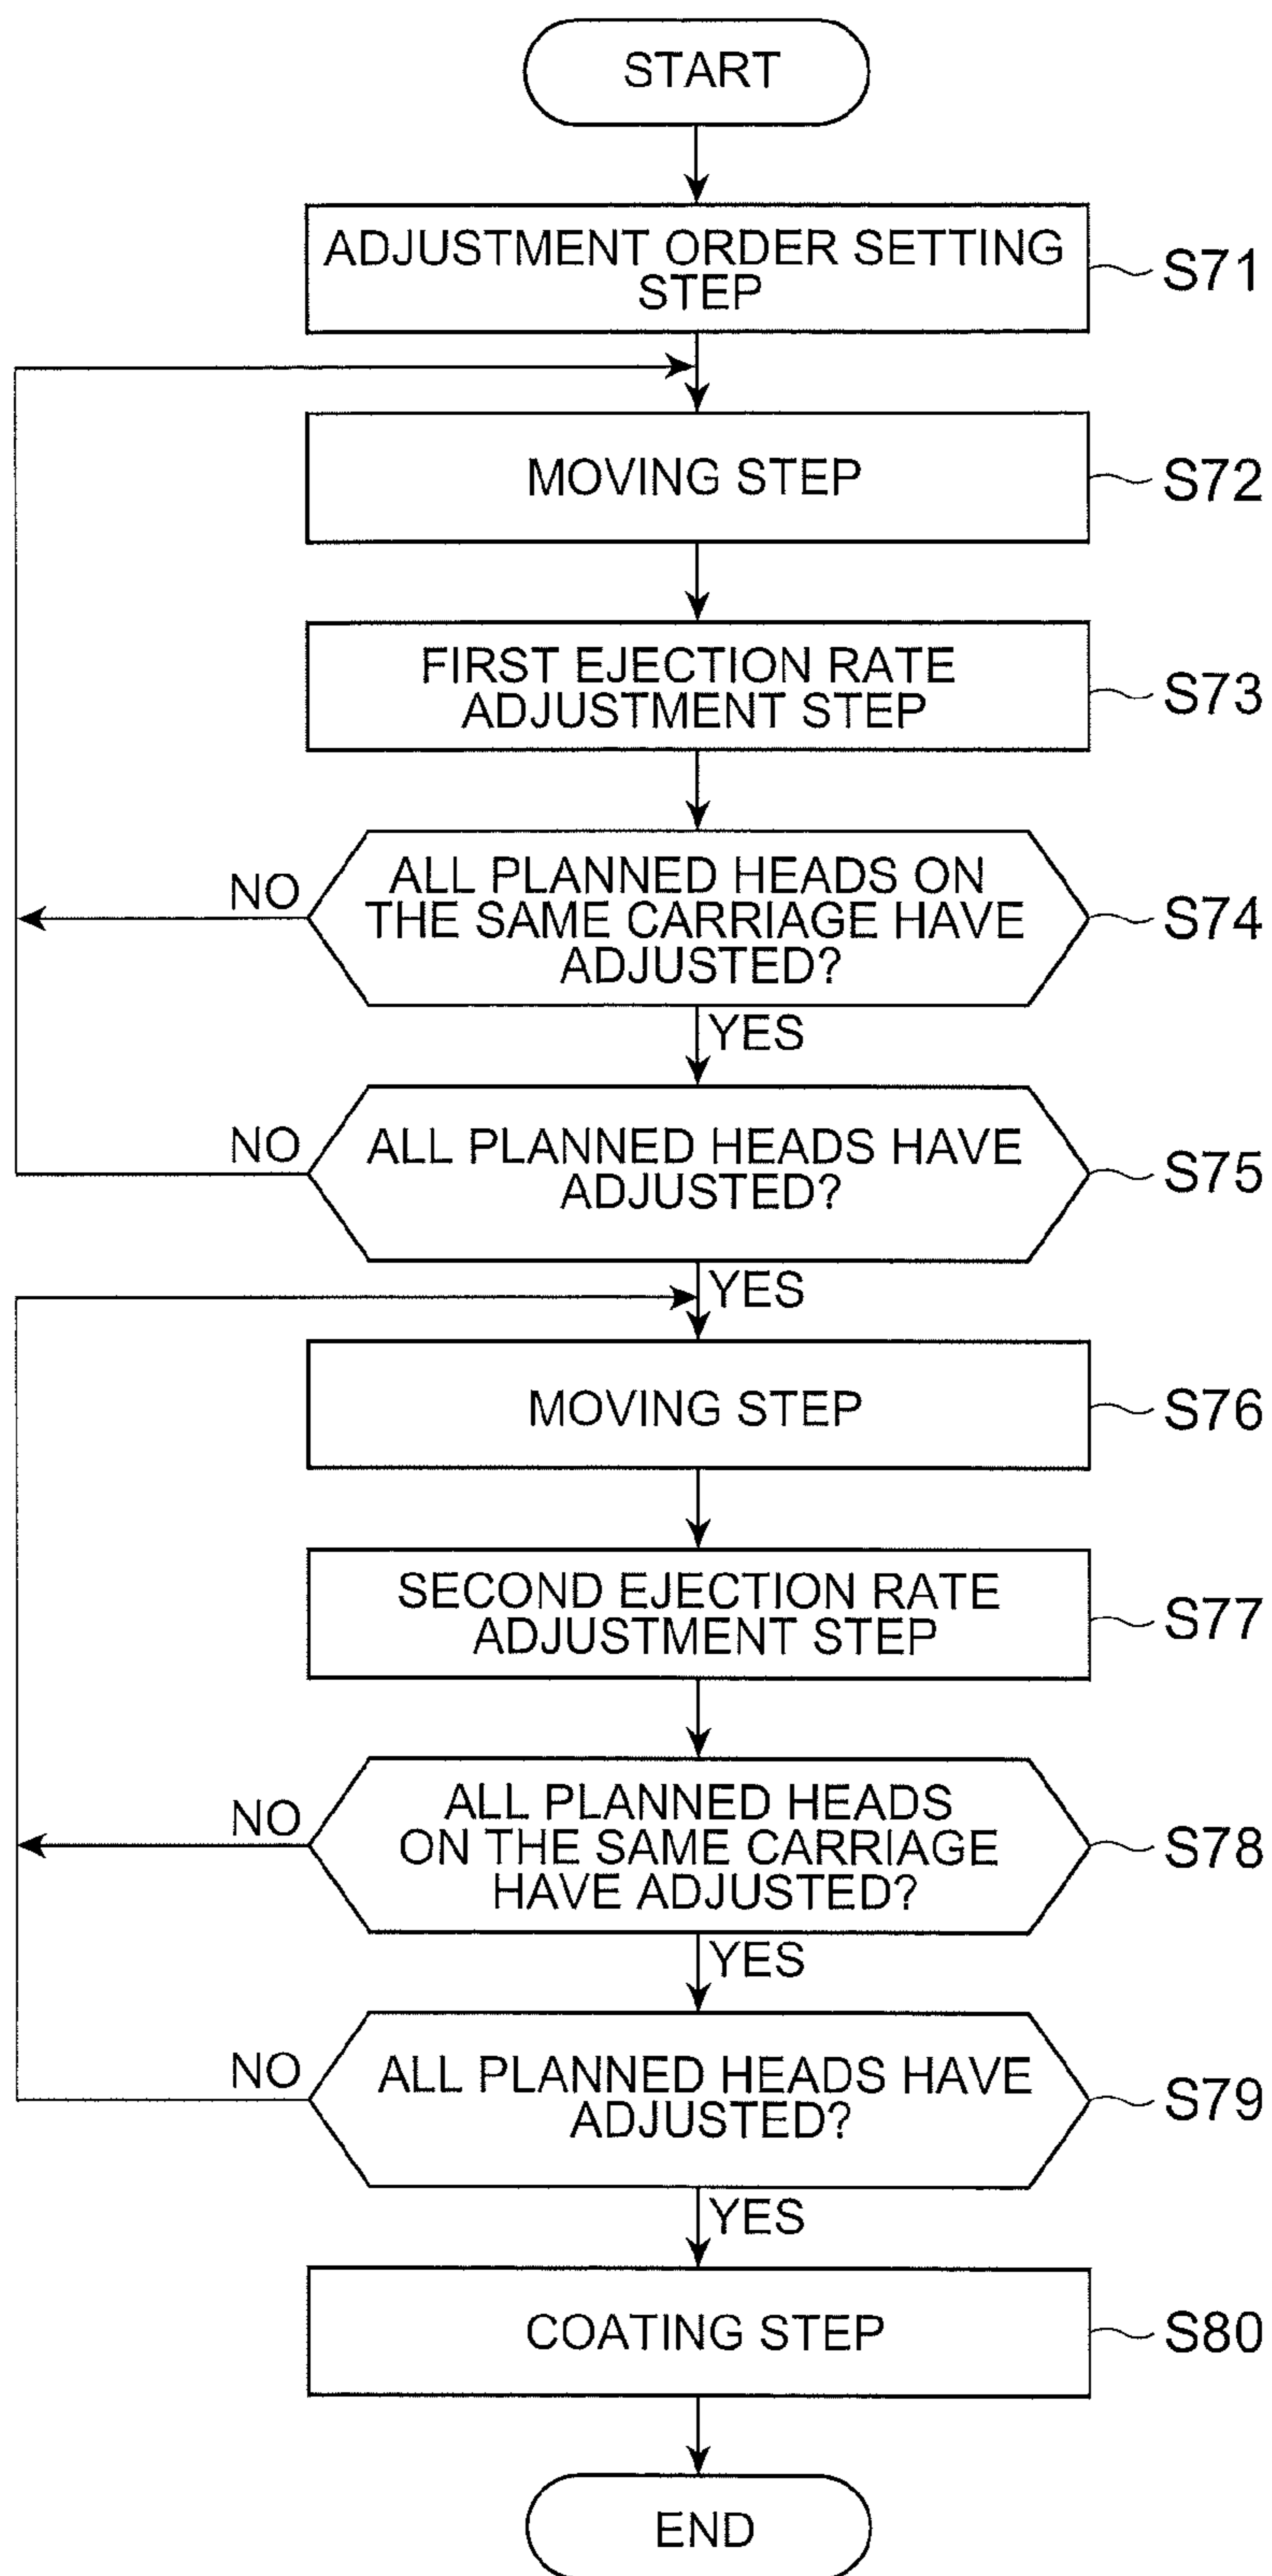 START
ADJUSTMENT ORDER SETTING
STEP
S71
MOVING STEP
S72
FIRST EJECTION RATE
ADJUSTMENT STEP
S73
ALL PLANNED HEADS ON
THE SAME CARRIAGE HAVE
ADJUSTED?
S74
NO
YES
ALL PLANNED HEADS HAVE
ADJUSTED?
S75
NO
YES
MOVING STEP
S76
SECOND EJECTION RATE
ADJUSTMENT STEP
S77
ALL PLANNED HEADS
ON THE SAME CARRIAGE
HAVE ADJUSTED?
S78
NO
YES
ALL PLANNED HEADS HAVE
ADJUSTED?
S79
NO
YES
COATING STEP
S80
END